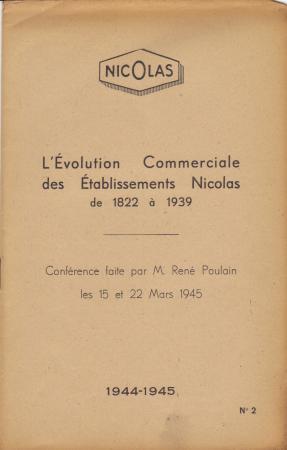 NICOLAS
L'Évolution Commerciale
des Établissements Nicolas
de 1822 à 1939
Conférence faite par M. René Poulain
les 15 et 22 Mars 1945
1944-1945
N° 2